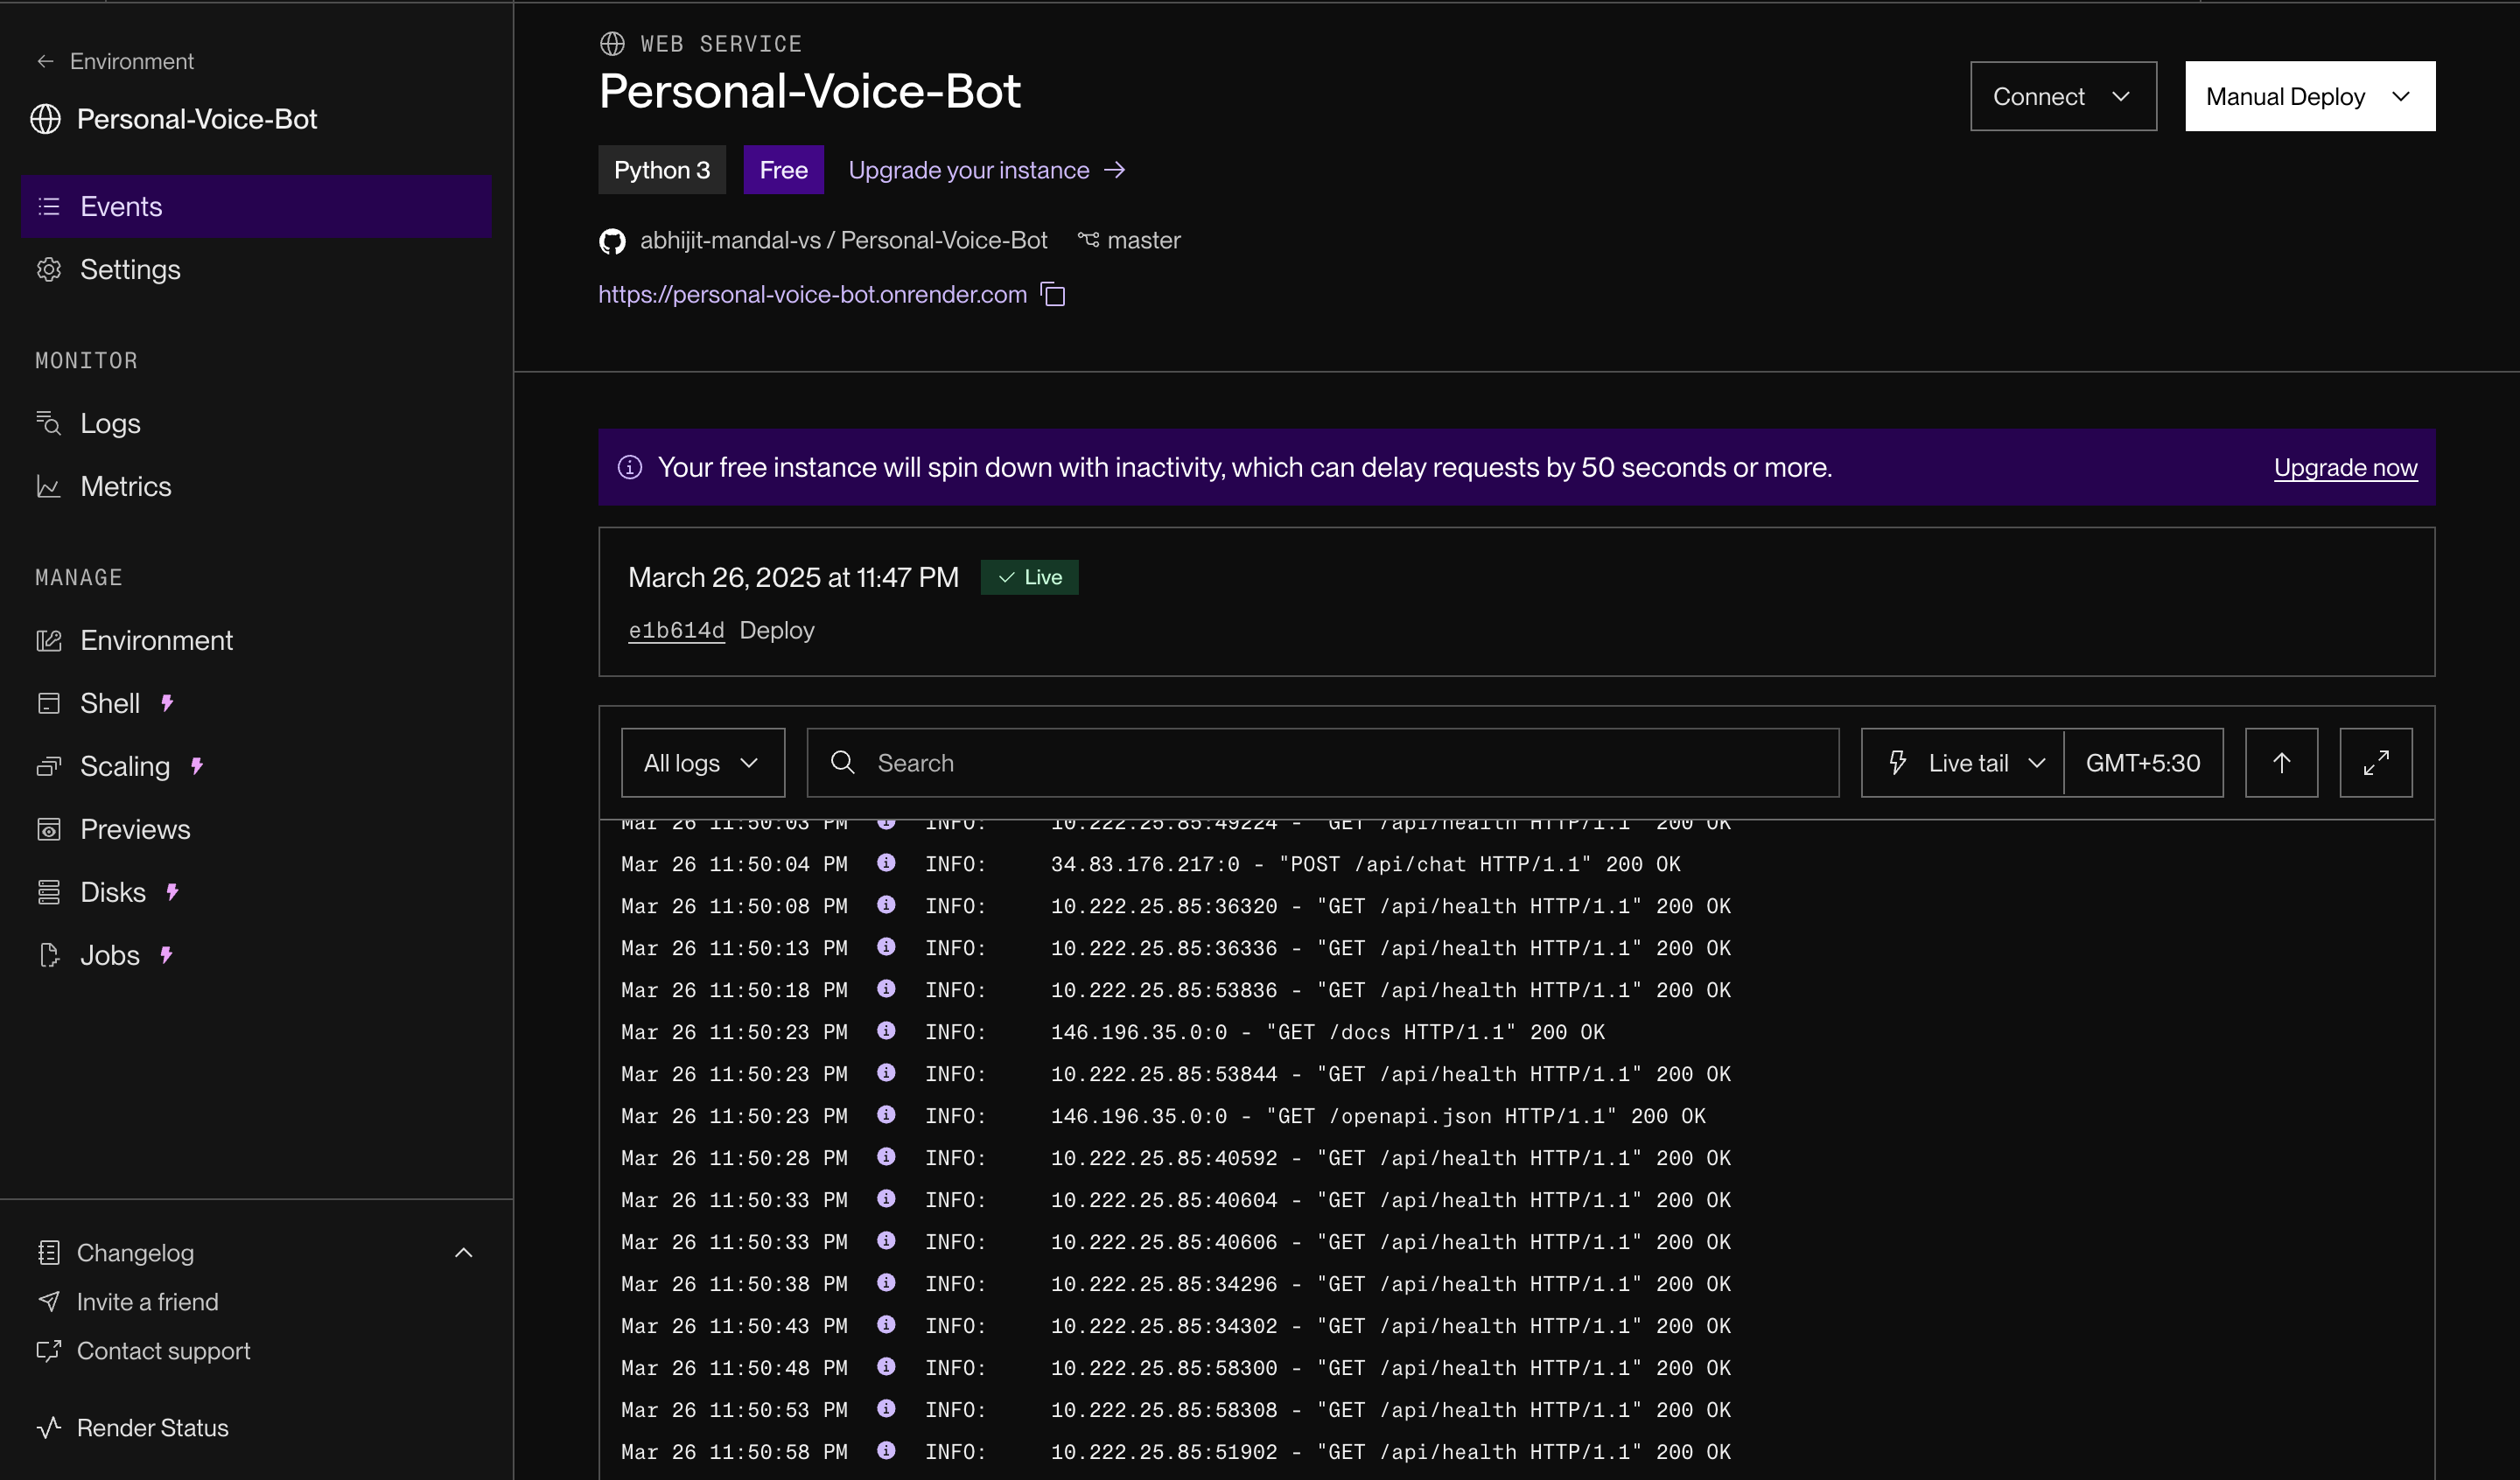 Environment
Personal-Voice-Bot
Events
Settings
MONITOR
Logs
Metrics
MANAGE
Environment
Shell
Scaling
Previews
Disks
Jobs
Changelog
Invite a friend
Contact support
Render Status
WEB SERVICE
Personal-Voice-Bot
Connect
Manual Deploy
Python 3 Free Upgrade your instance →
abhijit-mandal-vs / Personal-Voice-Bot master
https://personal-voice-bot.onrender.com
Your free instance will spin down with inactivity, which can delay requests by 50 seconds or more. Upgrade now
March 26, 2025 at 11:47 PM Live
e1b614d Deploy
All logs Search Live tail GMT+5:30
Mar 26 11:50:03 PM INFO: 10.222.25.85:49224 - "GET /api/health HTTP/1.1" 200 OK
Mar 26 11:50:04 PM INFO: 34.83.176.217:0 - "POST /api/chat HTTP/1.1" 200 OK
Mar 26 11:50:08 PM INFO: 10.222.25.85:36320 - "GET /api/health HTTP/1.1" 200 OK
Mar 26 11:50:13 PM INFO: 10.222.25.85:36336 - "GET /api/health HTTP/1.1" 200 OK
Mar 26 11:50:18 PM INFO: 10.222.25.85:53836 - "GET /api/health HTTP/1.1" 200 OK
Mar 26 11:50:23 PM INFO: 146.196.35.0:0 - "GET /docs HTTP/1.1" 200 OK
Mar 26 11:50:23 PM INFO: 10.222.25.85:53844 - "GET /api/health HTTP/1.1" 200 OK
Mar 26 11:50:23 PM INFO: 146.196.35.0:0 - "GET /openapi.json HTTP/1.1" 200 OK
Mar 26 11:50:28 PM INFO: 10.222.25.85:40592 - "GET /api/health HTTP/1.1" 200 OK
Mar 26 11:50:33 PM INFO: 10.222.25.85:40604 - "GET /api/health HTTP/1.1" 200 OK
Mar 26 11:50:33 PM INFO: 10.222.25.85:40606 - "GET /api/health HTTP/1.1" 200 OK
Mar 26 11:50:38 PM INFO: 10.222.25.85:34296 - "GET /api/health HTTP/1.1" 200 OK
Mar 26 11:50:43 PM INFO: 10.222.25.85:34302 - "GET /api/health HTTP/1.1" 200 OK
Mar 26 11:50:48 PM INFO: 10.222.25.85:58300 - "GET /api/health HTTP/1.1" 200 OK
Mar 26 11:50:53 PM INFO: 10.222.25.85:58308 - "GET /api/health HTTP/1.1" 200 OK
Mar 26 11:50:58 PM INFO: 10.222.25.85:51902 - "GET /api/health HTTP/1.1" 200 OK